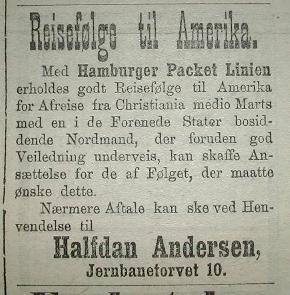 Reisefølge til Amerika.
Med Hamburger Packet Linien
erholdes godt Reisefølge til Amerika
for Afreise fra Christiania medio Marts
med en i de Forenede Stater bosid-
dende Nordmand, der foruden god
Veiledning underveis, kan skaffe An-
sættelse for de af Følget, der maatte
ønske dette.
Nærmere Aftale kan ske ved Hen-
vendelse til
Halfdan Andersen,
Jernbanetorvet 10.